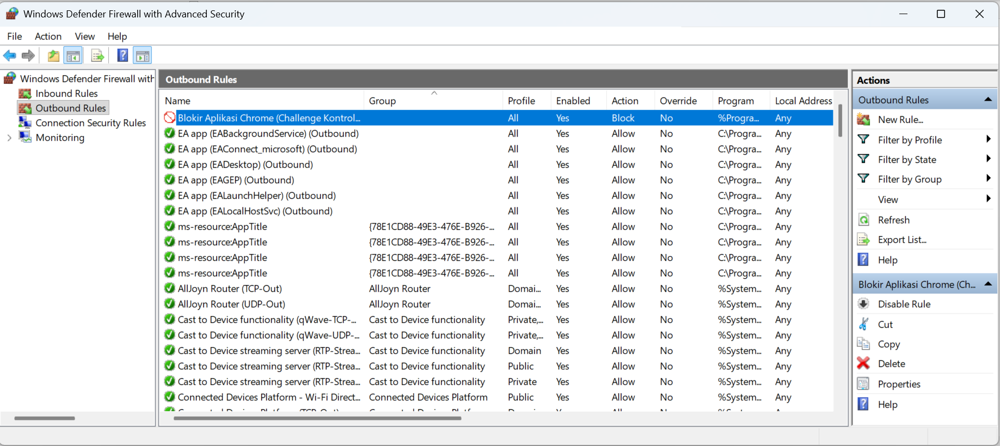 Windows Defender Firewall with Advanced Security
File Action View Help
Windows Defender Firewall with
Inbound Rules
Outbound Rules
Connection Security Rules
Monitoring
Outbound Rules
Name Group Profile Enabled Action Override Program Local Address
Blokir Aplikasi Chrome (Challenge Kontrol... All Yes Block No %Progra... Any
EA app (EABackgroundService) (Outbound) All Yes Allow No C:\Progra... Any
EA app (EAConnect_microsoft) (Outbound) All Yes Allow No C:\Progra... Any
EA app (EADesktop) (Outbound) All Yes Allow No C:\Progra... Any
EA app (EAGEP) (Outbound) All Yes Allow No C:\Progra... Any
EA app (EALaunchHelper) (Outbound) All Yes Allow No C:\Progra... Any
EA app (EALocalHostSvc) (Outbound) All Yes Allow No C:\Progra... Any
ms-resource:AppTitle {78E1CD88-49E3-476E-B926-... All Yes Allow No C:\Progra... Any
ms-resource:AppTitle {78E1CD88-49E3-476E-B926-... All Yes Allow No C:\Progra... Any
ms-resource:AppTitle {78E1CD88-49E3-476E-B926-... All Yes Allow No C:\Progra... Any
ms-resource:AppTitle {78E1CD88-49E3-476E-B926-... All Yes Allow No C:\Progra... Any
AllJoyn Router (TCP-Out) AllJoyn Router Domai... Yes Allow No %System... Any
AllJoyn Router (UDP-Out) AllJoyn Router Domai... Yes Allow No %System... Any
Cast to Device functionality (qWave-TCP-... Cast to Device functionality Private,... Yes Allow No %System... Any
Cast to Device functionality (qWave-UDP-... Cast to Device functionality Private,... Yes Allow No %System... Any
Cast to Device streaming server (RTP-Strea... Cast to Device functionality Domain Yes Allow No %System... Any
Cast to Device streaming server (RTP-Strea... Cast to Device functionality Public Yes Allow No %System... Any
Cast to Device streaming server (RTP-Strea... Cast to Device functionality Private Yes Allow No %System... Any
Connected Devices Platform - Wi-Fi Direct... Connected Devices Platform Public Yes Allow No %System... Any
Actions
Outbound Rules
New Rule...
Filter by Profile
Filter by State
Filter by Group
View
Refresh
Export List...
Help
Blokir Aplikasi Chrome (Ch...
Disable Rule
Cut
Copy
Delete
Properties
Help